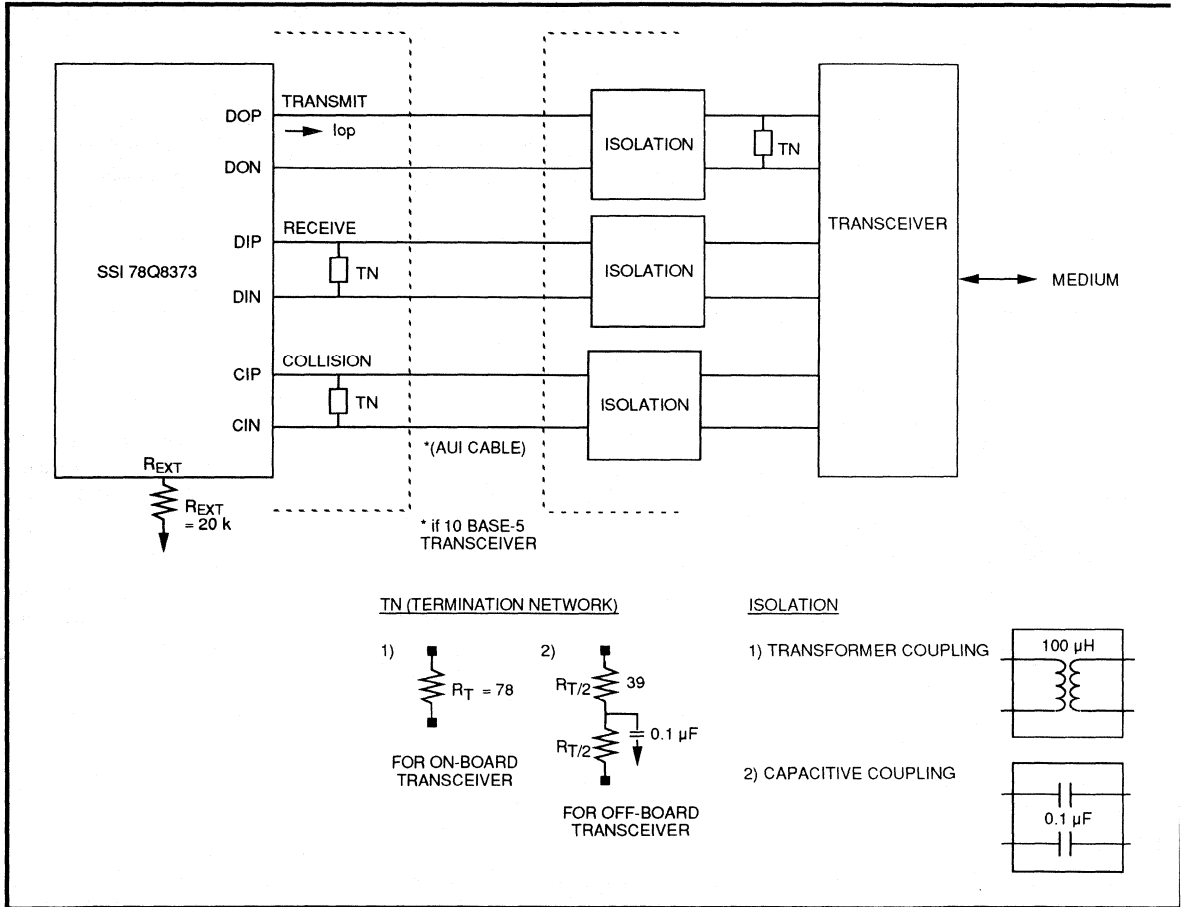 TRANSMIT
DOP
Iop
DON
ISOLATION
TN
RECEIVE
DIP
TN
DIN
ISOLATION
SSI 78Q8373
TRANSCEIVER
MEDIUM
COLLISION
CIP
TN
CIN
ISOLATION
*(AUI CABLE)
REXT
REXT
= 20 k
* if 10 BASE-5
TRANSCEIVER
TN (TERMINATION NETWORK)
1)
RT = 78
FOR ON-BOARD
TRANSCEIVER
2)
RT/2
39
0.1 µF
RT/2
FOR OFF-BOARD
TRANSCEIVER
ISOLATION
1) TRANSFORMER COUPLING
100 µH
2) CAPACITIVE COUPLING
0.1 µF